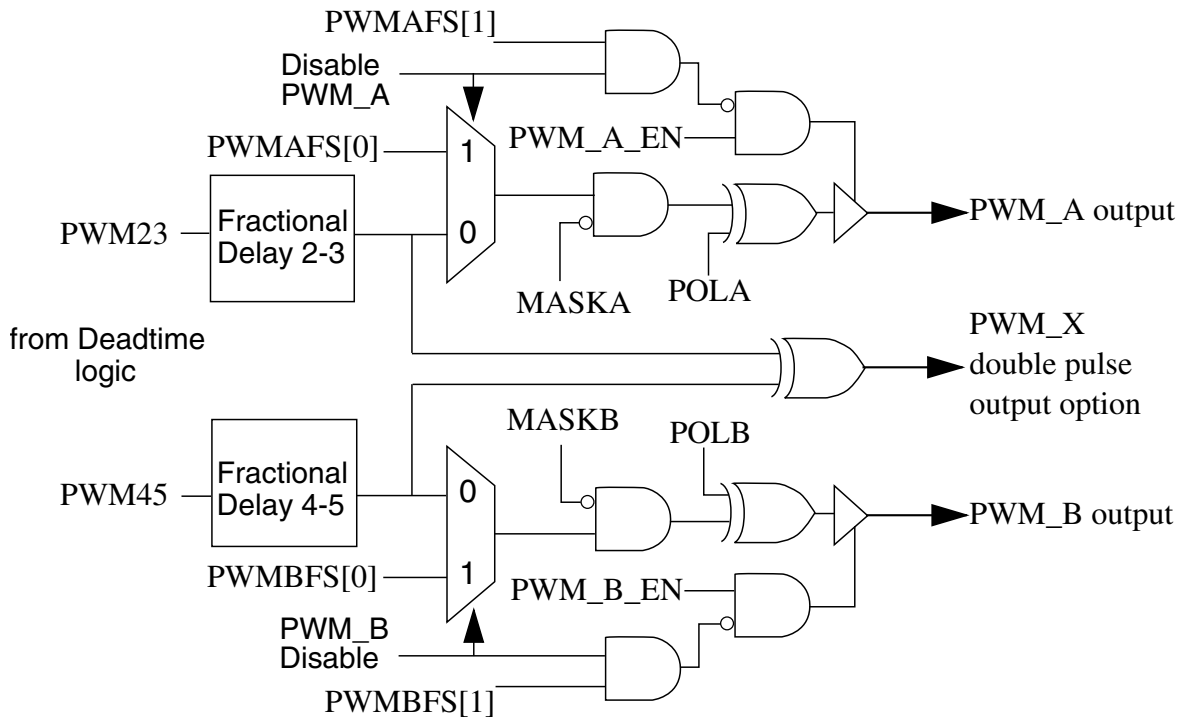 PWMAFS[1]
Disable
PWM_A
PWMAFS[0]
1
PWM_A_EN
PWM23
Fractional
Delay 2-3
0
PWM_A output
MASKA
POLA
from Deadtime
logic
PWM_X
double pulse
output option
MASKB
POLB
PWM45
Fractional
Delay 4-5
0
PWM_B output
PWMBFS[0]
1
PWM_B_EN
PWM_B
Disable
PWMBFS[1]